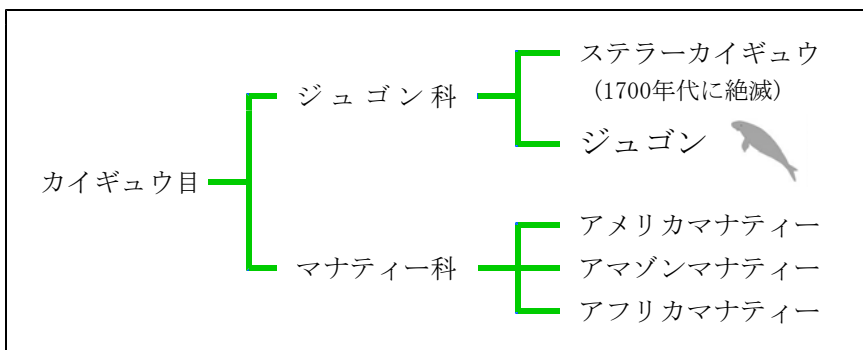 カイギュウ目
ジュゴン科
ステラーカイギュウ
(1700年代に絶滅)
ジュゴン
マナティー科
アメリカマナティー
アマゾンマナティー
アフリカマナティー